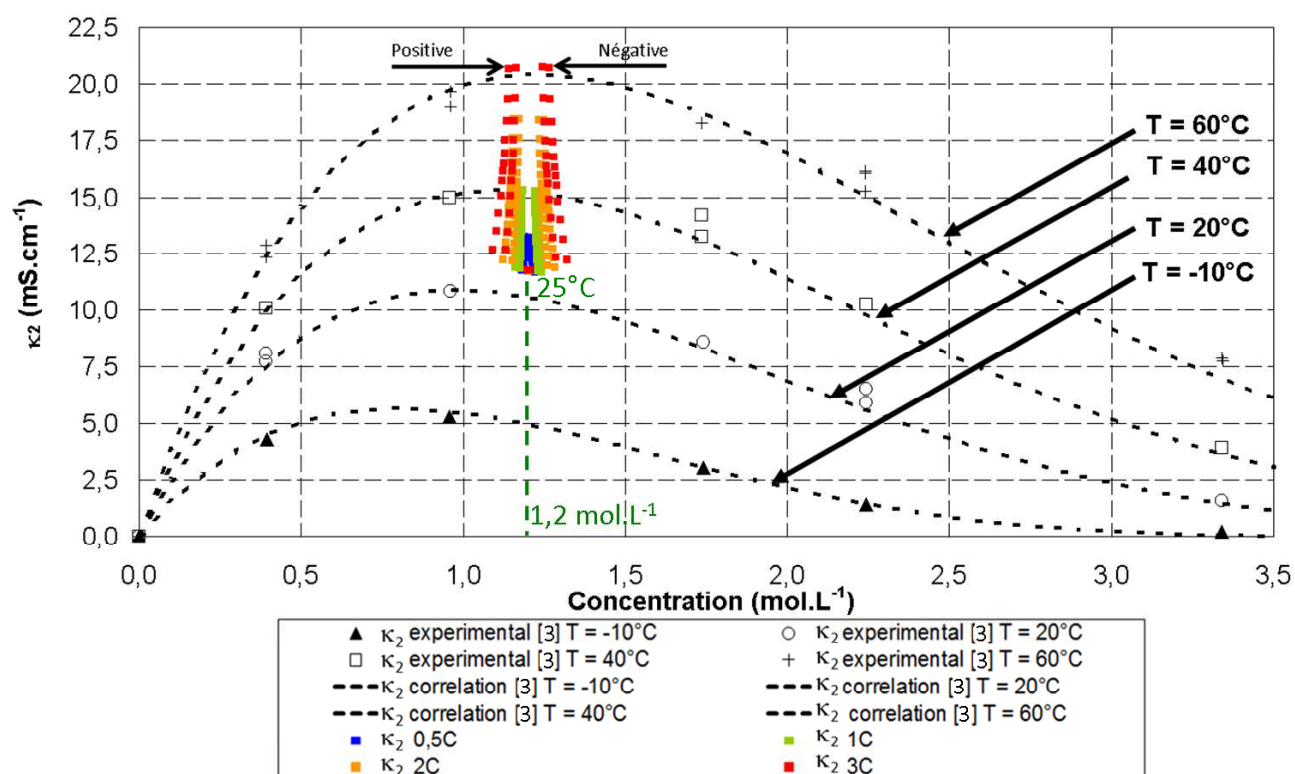 22,5
20,0
17,5
15,0
12,5
10,0
7,5
5,0
2,5
0,0
κ2 (mS.cm-1)
Positive
Négative
T = 60°C
T = 40°C
T = 20°C
T = -10°C
25°C
1,2 mol.L-1
0,0 0,5 1,0 1,5 2,0 2,5 3,0 3,5
Concentration (mol.L-1)
κ2 experimental [3] T = -10°C
κ2 experimental [3] T = 20°C
κ2 experimental [3] T = 40°C
κ2 experimental [3] T = 60°C
κ2 correlation [3] T = -10°C
κ2 correlation [3] T = 20°C
κ2 correlation [3] T = 40°C
κ2 correlation [3] T = 60°C
κ2 0,5C
κ2 1C
κ2 2C
κ2 3C